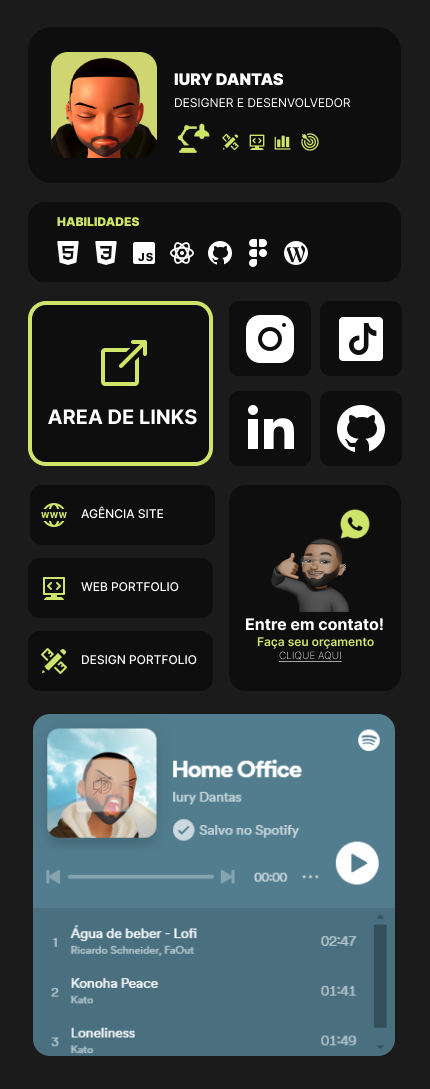 IURY DANTAS
DESIGNER E DESENVOLVEDOR
HABILIDADES
JS
AREA DE LINKS
WWW
AGÊNCIA SITE
WEB PORTFOLIO
DESIGN PORTFOLIO
Entre em contato!
Faça seu orçamento
CLIQUE AQUI
Home Office
Iury Dantas
Salvo no Spotify
00:00
1 Água de beber - Lofi 02:47
Ricardo Schneider, FaOut
2 Konoha Peace 01:41
Kato
3 Loneliness 01:49
Kato